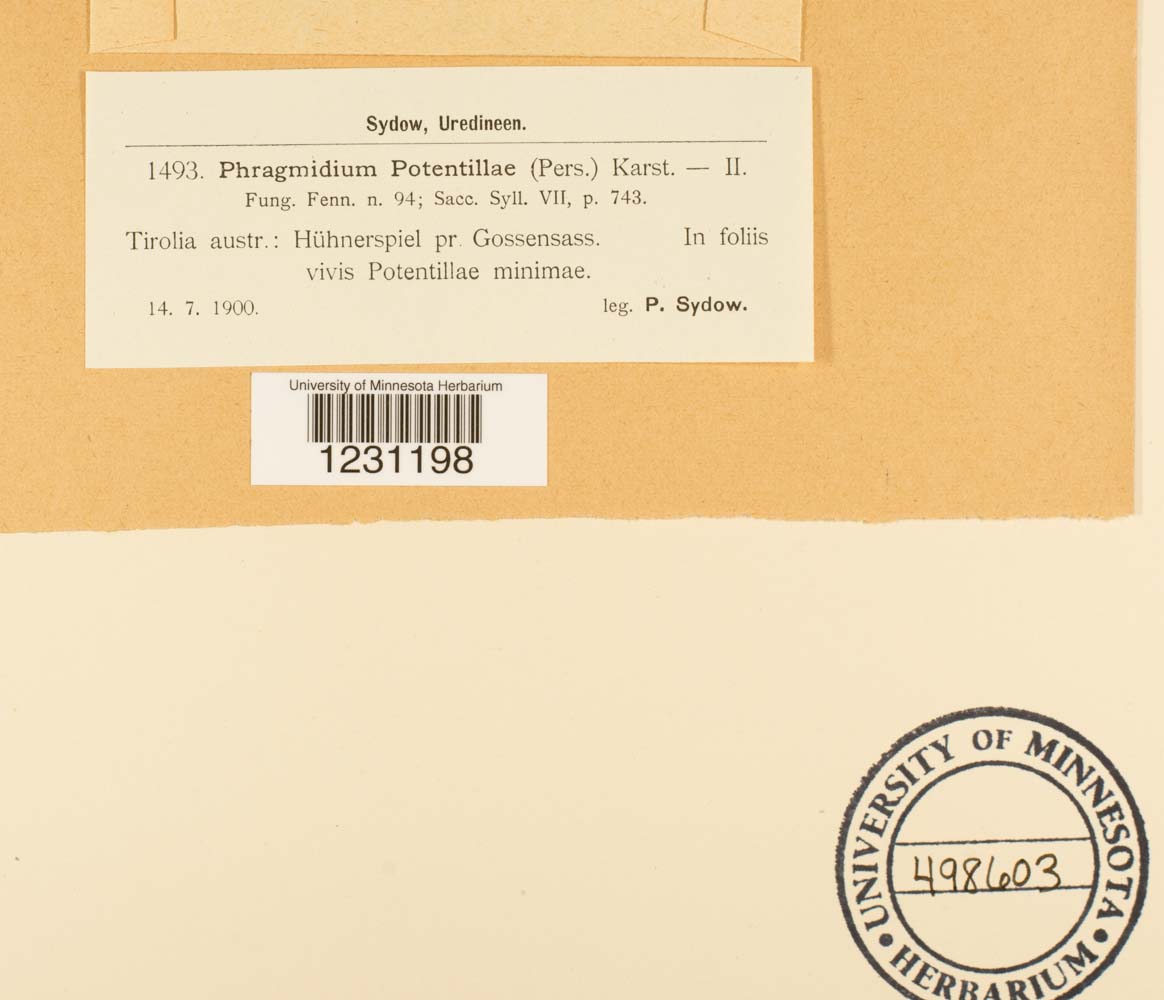 Sydow, Uredineen.
1493. Phragmidium Potentillae (Pers.) Karst. — II.
Fung. Fenn. n. 94; Sacc. Syll. VII, p. 743.
Tirolia austr.: Hühnerspiel pr. Gossensass. In foliis
vivis Potentillae minimae.
14. 7. 1900. leg. P. Sydow.
University of Minnesota Herbarium
1231198
UNIVERSITY OF MINNESOTA
498603
• HERBARIUM •